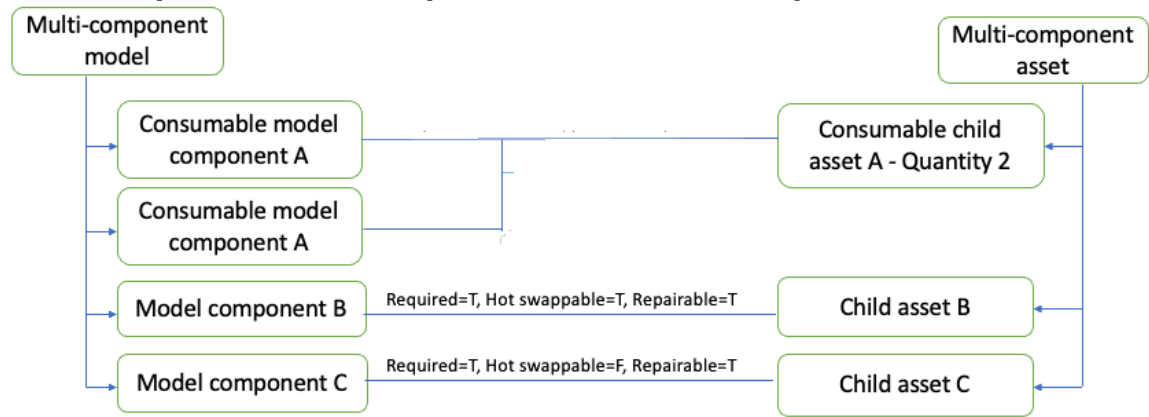 Multi-component
model
Multi-component
asset
Consumable model
component A
Consumable child
asset A - Quantity 2
Consumable model
component A
Model component B
Required=T, Hot swappable=T, Repairable=T
Child asset B
Model component C
Required=T, Hot swappable=F, Repairable=T
Child asset C